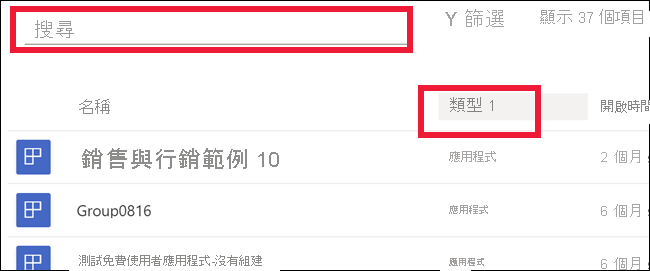 搜尋
Y 篩選
顯示 37 個項目
名稱
類型 1
開啟時間
銷售與行銷範例 10
應用程式
2 個月
Group0816
應用程式
6 個月
測試免費使用者應用程式-沒有組建
應用程式
6 個月